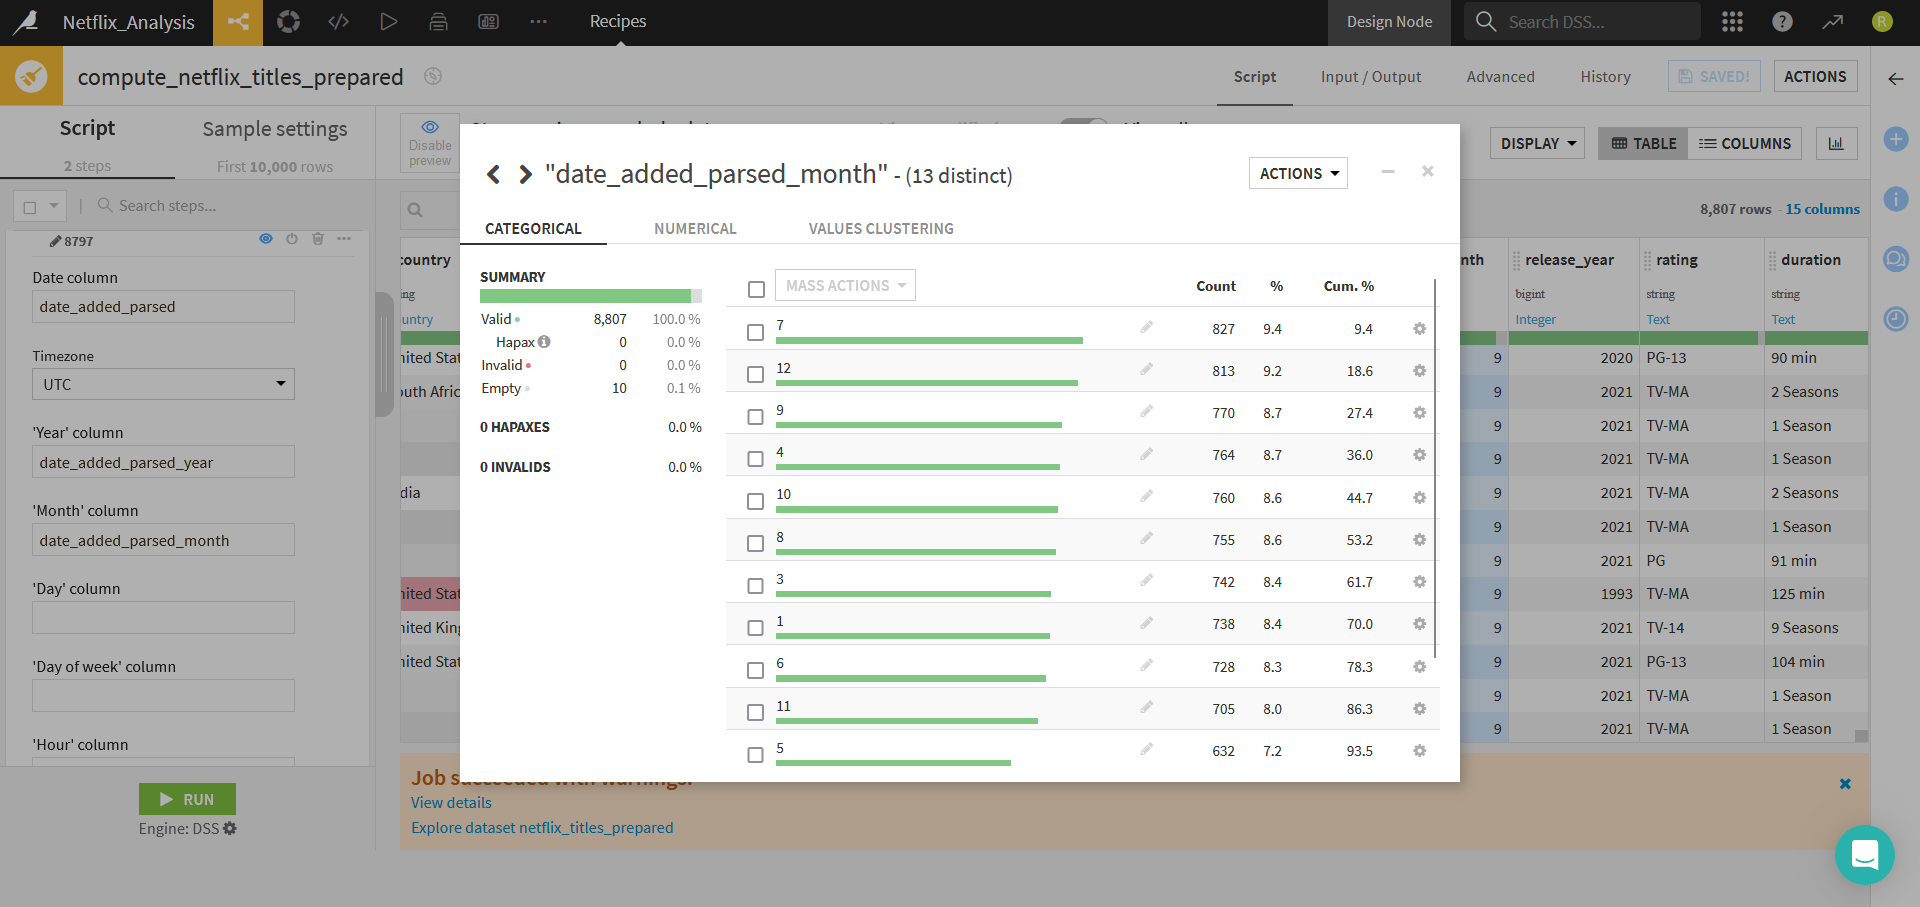 Netflix_Analysis
Recipes
Design Node
Search DSS...
R
compute_netflix_titles_prepared
Script
Input / Output
Advanced
History
SAVED!
ACTIONS
Script
Sample settings
2 steps
First 10,000 rows
Disable
preview
DISPLAY
TABLE
COLUMNS
Search steps...
8,807 rows
15 columns
8797
Date column
date_added_parsed
Timezone
UTC
'Year' column
date_added_parsed_year
'Month' column
date_added_parsed_month
'Day' column
'Day of week' column
'Hour' column
RUN
Engine: DSS
"date_added_parsed_month" - (13 distinct)
ACTIONS
CATEGORICAL
NUMERICAL
VALUES CLUSTERING
SUMMARY
Valid 8,807 100.0 %
Hapax 0 0.0 %
Invalid 0 0.0 %
Empty 10 0.1 %
0 HAPAXES 0.0 %
0 INVALIDS 0.0 %
MASS ACTIONS Count % Cum. %
7 827 9.4 9.4
12 813 9.2 18.6
9 770 8.7 27.4
4 764 8.7 36.0
10 760 8.6 44.7
8 755 8.6 53.2
3 742 8.4 61.7
1 738 8.4 70.0
6 728 8.3 78.3
11 705 8.0 86.3
5 632 7.2 93.5
country
nth release_year rating duration
ng
bigint string string
untry
Integer Text Text
nited Stat
9 2020 PG-13 90 min
outh Afric
9 2021 TV-MA 2 Seasons
9 2021 TV-MA 1 Season
9 2021 TV-MA 1 Season
dia
9 2021 TV-MA 2 Seasons
9 2021 TV-MA 1 Season
9 2021 PG 91 min
nited Stat
9 1993 TV-MA 125 min
nited King
9 2021 TV-14 9 Seasons
nited Stat
9 2021 PG-13 104 min
9 2021 TV-MA 1 Season
9 2021 TV-MA 1 Season
Job succeeded with warnings.
View details
Explore dataset netflix_titles_prepared